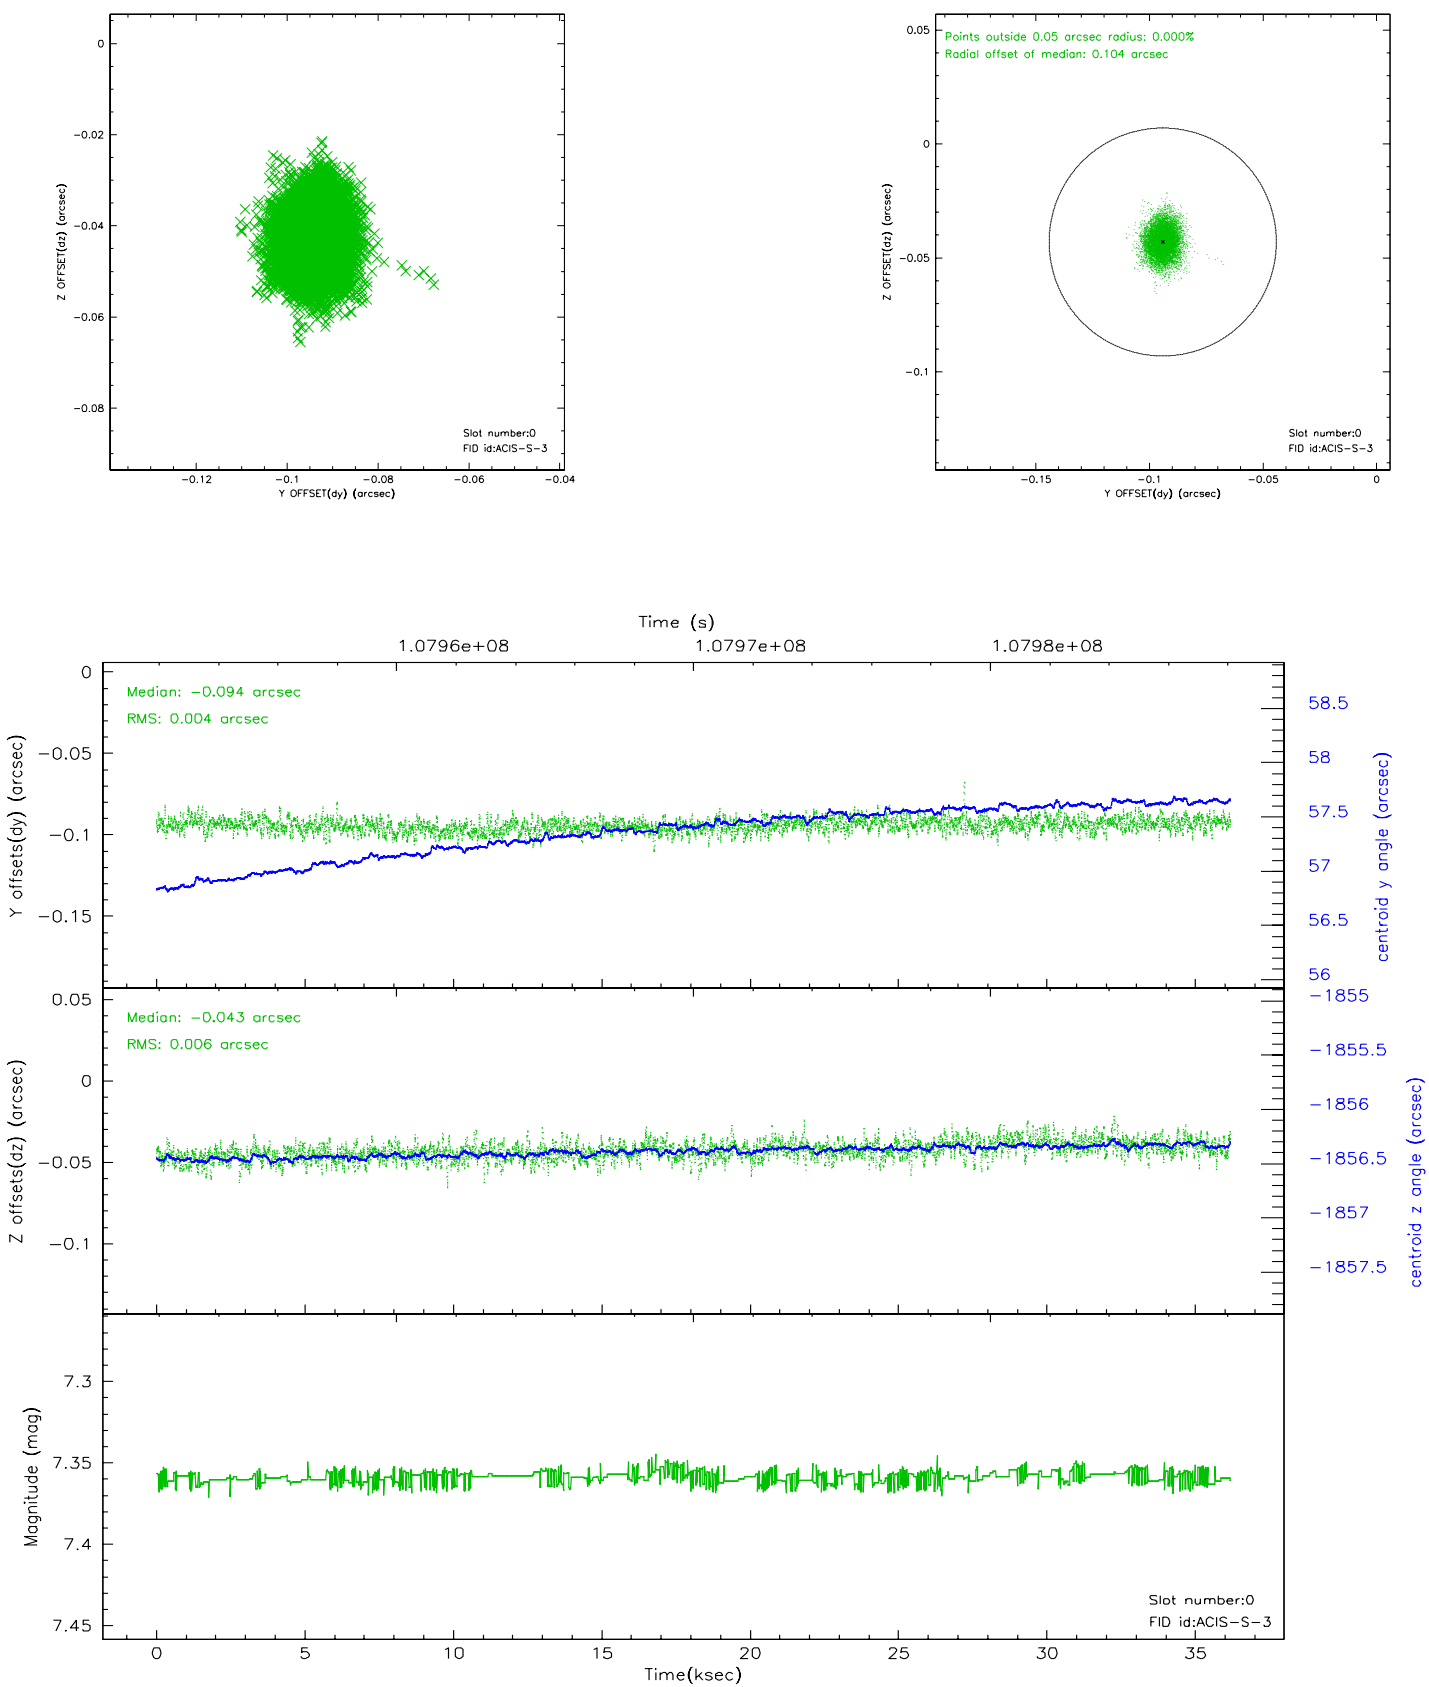 0
-0.02
-0.04
-0.06
-0.08
Z OFFSET(dz) (arcsec)
Slot number:0
FID id:ACIS-S-3
-0.12 -0.1 -0.08 -0.06 -0.04
Y OFFSET(dy) (arcsec)
Points outside 0.05 arcsec radius: 0.000%
Radial offset of median: 0.104 arcsec
0.05
0
-0.05
-0.1
Z OFFSET(dz) (arcsec)
Slot number:0
FID id:ACIS-S-3
-0.15 -0.1 -0.05 0
Y OFFSET(dy) (arcsec)
Time (s)
1.0796e+08 1.0797e+08 1.0798e+08
Median: -0.094 arcsec
RMS: 0.004 arcsec
0
-0.05
-0.1
-0.15
Y offsets(dy) (arcsec)
58.5
58
57.5
57
56.5
56
centroid y angle (arcsec)
Median: -0.043 arcsec
RMS: 0.006 arcsec
0.05
0
-0.05
-0.1
Z offsets(dz) (arcsec)
-1855
-1855.5
-1856
-1856.5
-1857
-1857.5
centroid z angle (arcsec)
7.3
7.35
7.4
7.45
Magnitude (mag)
Slot number:0
FID id:ACIS-S-3
0 5 10 15 20 25 30 35
Time(ksec)